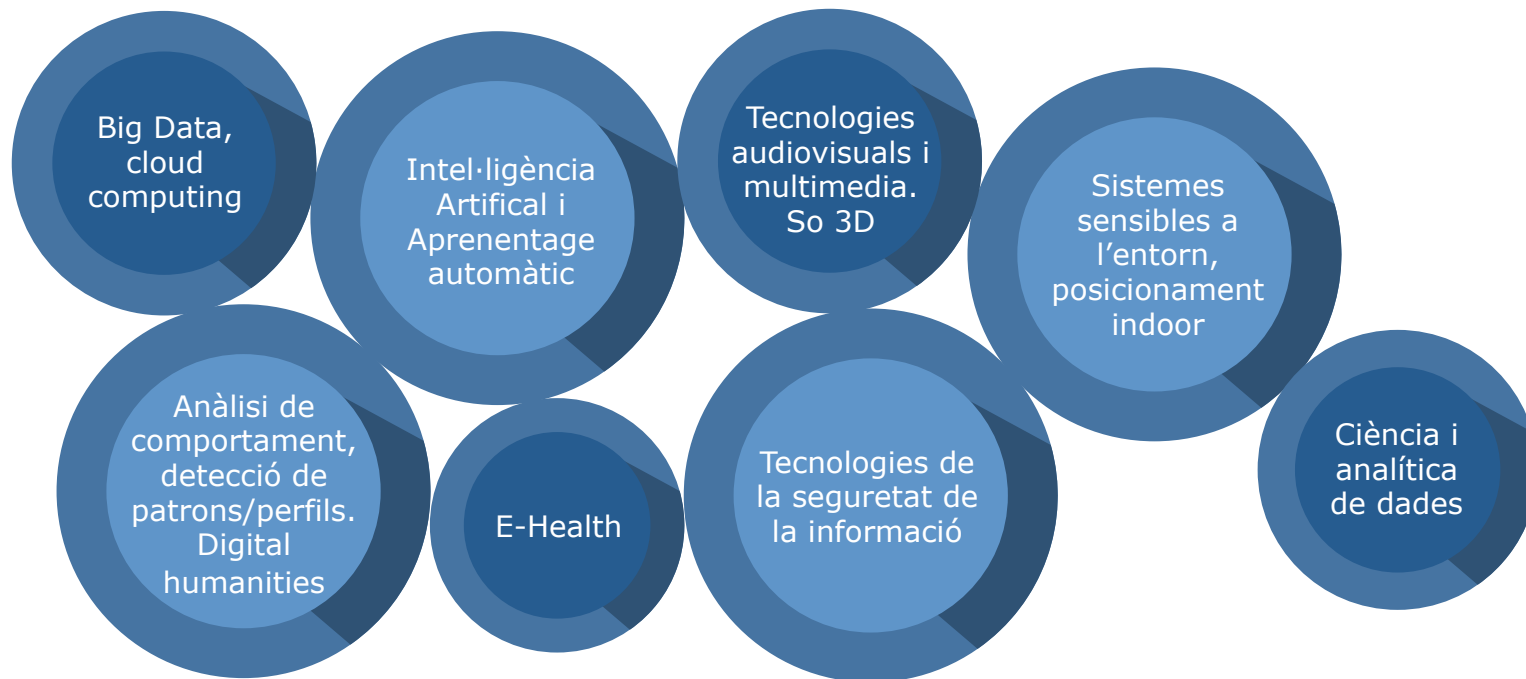 Big Data,
cloud
computing
Intel·ligència
Artifical i
Aprenentage
automàtic
Tecnologies
audiovisuals i
multimedia.
So 3D
Sistemes
sensibles a
l’entorn,
posicionament
indoor
Anàlisi de
comportament,
detecció de
patrons/perfils.
Digital
humanities
E-Health
Tecnologies de
la seguretat de
la informació
Ciència i
analítica
de dades